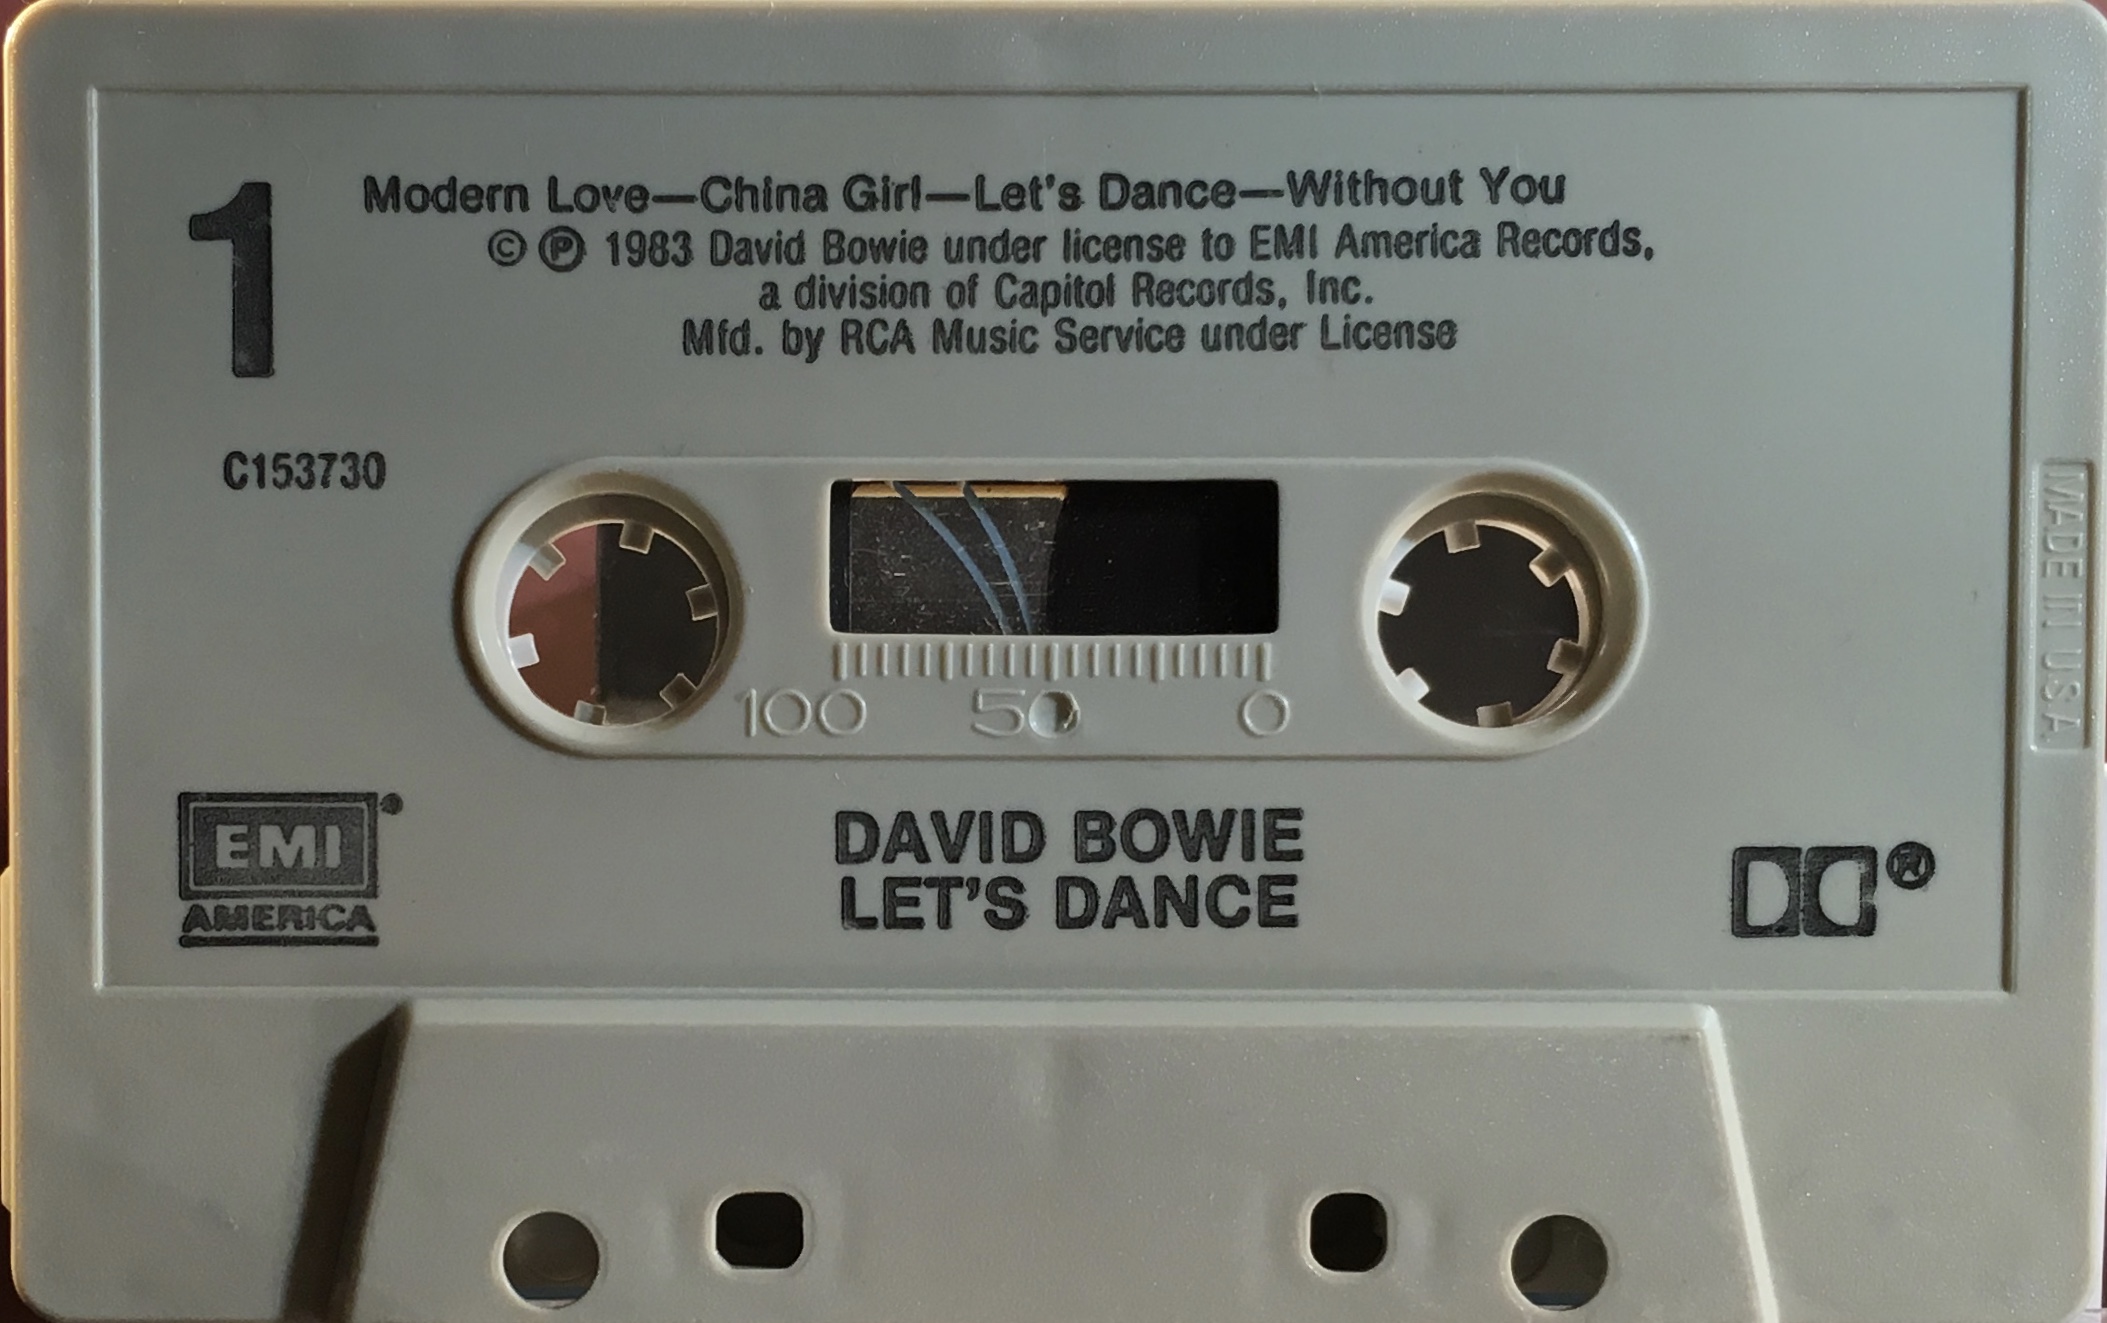 1
Modern Love—China Girl—Let's Dance—Without You
© ℗ 1983 David Bowie under license to EMI America Records,
a division of Capitol Records, Inc.
Mfd. by RCA Music Service under License
C153730
100 50 0
MADE IN U.S.A.
EMI
AMERICA
DAVID BOWIE
LET'S DANCE
®